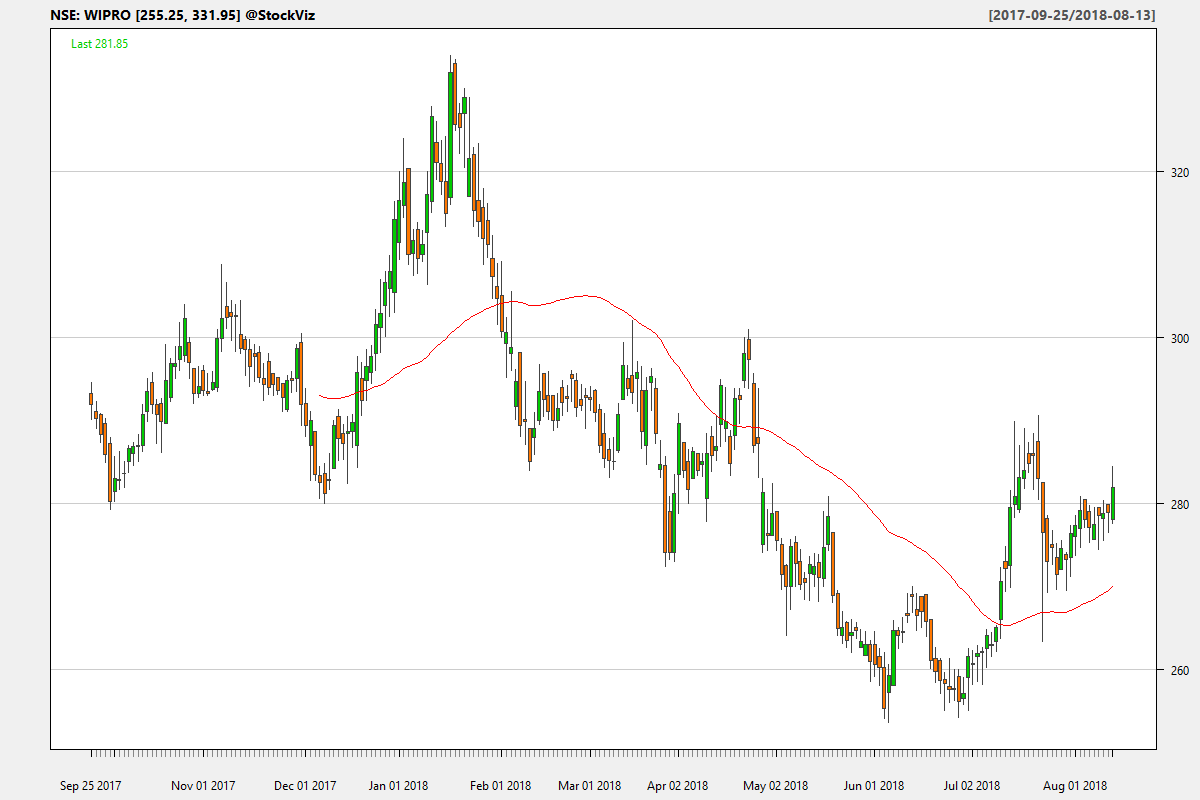 NSE: WIPRO [255.25, 331.95] @StockViz [2017-09-25/2018-08-13]
Last 281.85
320
300
280
260
Sep 25 2017 Nov 01 2017 Dec 01 2017 Jan 01 2018 Feb 01 2018 Mar 01 2018 Apr 02 2018 May 02 2018 Jun 01 2018 Jul 02 2018 Aug 01 2018